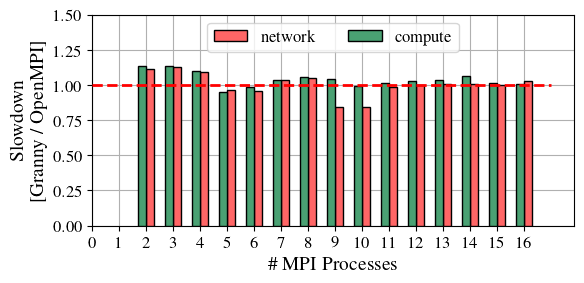 network compute
1.50
1.25
1.00
0.75
0.50
0.25
0.00
Slowdown
[Granny / OpenMPI]
0 1 2 3 4 5 6 7 8 9 10 11 12 13 14 15 16
# MPI Processes